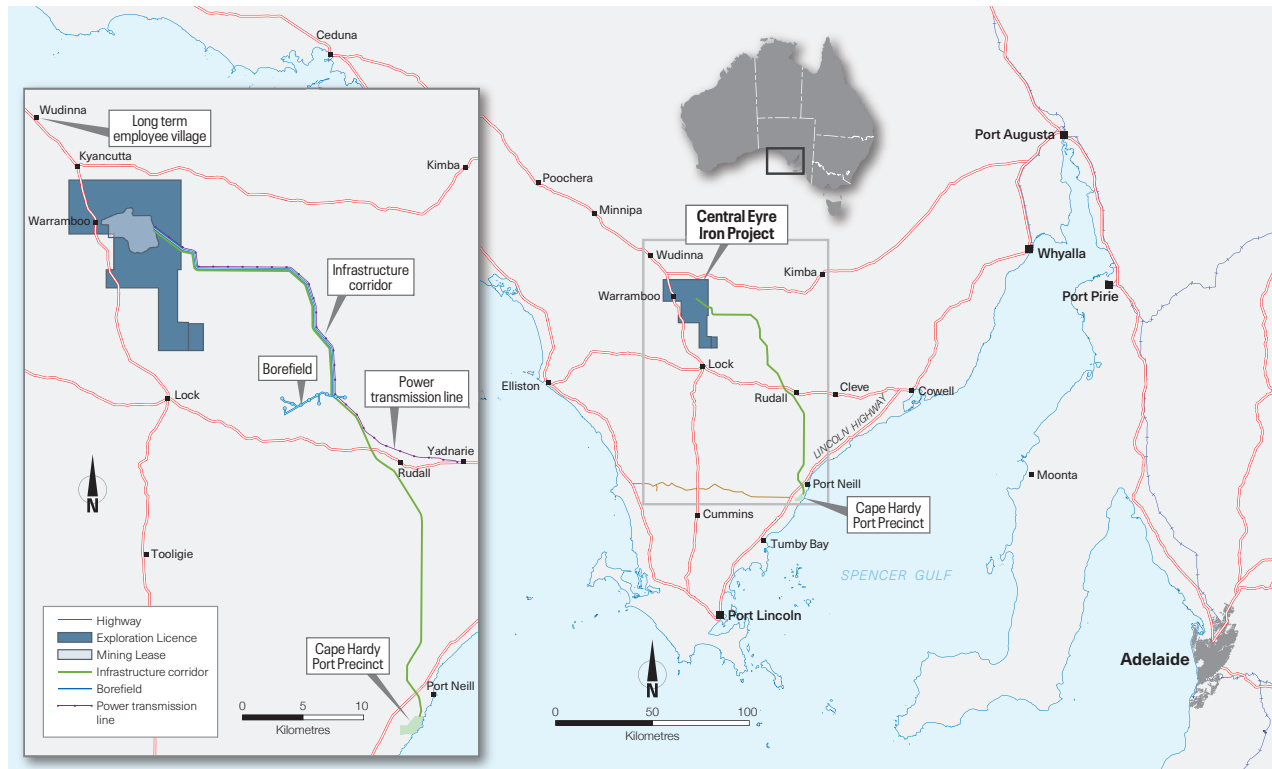 Ceduna
Wudinna
Long term
employee village
Kyancutta
Kimba
Warramboo
Infrastructure
corridor
Borefield
Power
transmission line
Lock
Yadnarie
Rudall
N
Tooligie
Highway
Exploration Licence
Mining Lease
Infrastructure corridor
Borefield
Power transmission
line
0 5 10
Kilometres
Cape Hardy
Port Precinct
Port Neill
Port Augusta
Poochera
Minnipa
Central Eyre
Iron Project
Wudinna
Kimba
Whyalla
Warramboo
Port Pirie
Lock
Elliston
Cleve
Rudall
Cowell
LINCOLN HIGHWAY
Port Neill
Moonta
Cape Hardy
Port Precinct
Cummins
Tumby Bay
SPENCER GULF
Port Lincoln
Adelaide
N
0 50 100
Kilometres